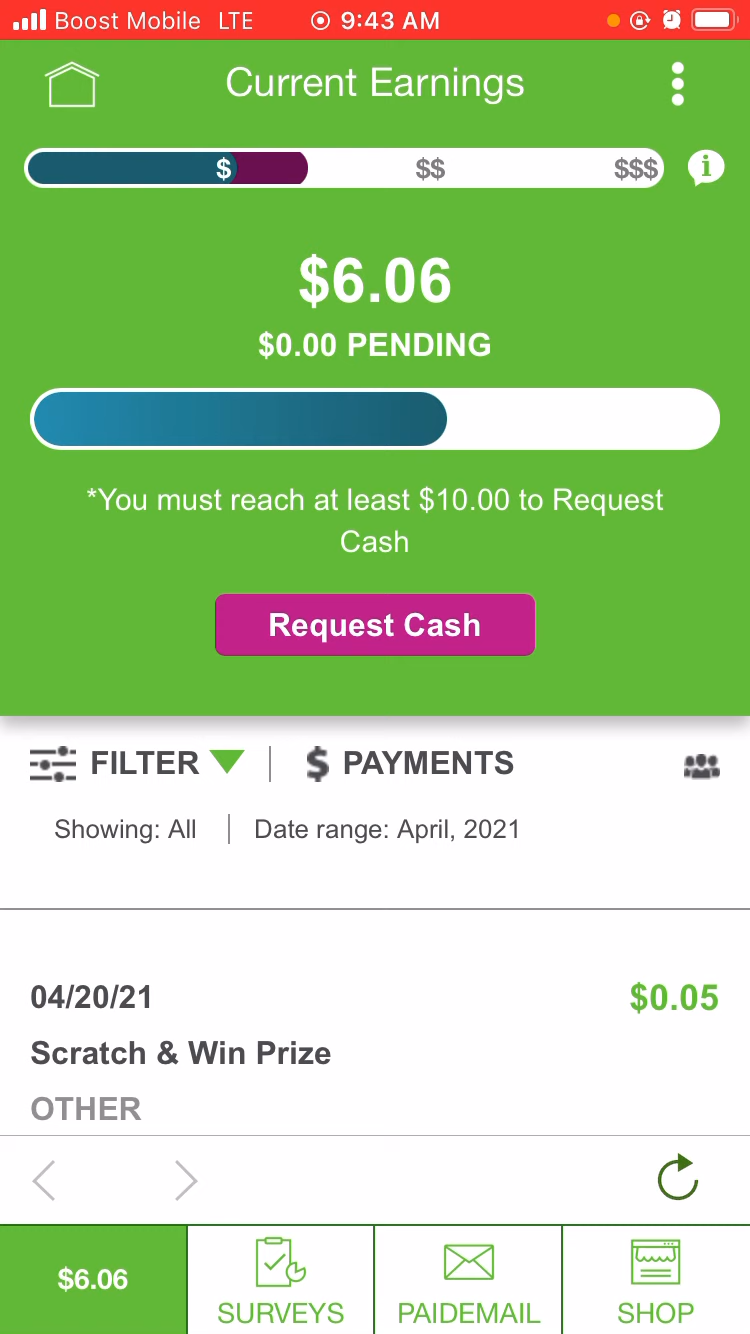 Boost Mobile LTE 9:43 AM
Current Earnings
$ $$ $$$ i
$6.06
$0.00 PENDING
*You must reach at least $10.00 to Request
Cash
Request Cash
FILTER | $ PAYMENTS
Showing: All | Date range: April, 2021
04/20/21 $0.05
Scratch & Win Prize
OTHER
$6.06 SURVEYS PAIDEMAIL SHOP